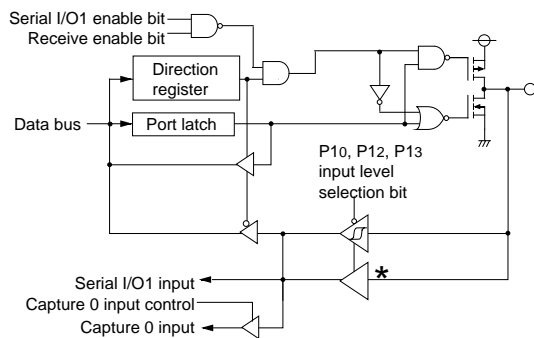 Serial I/O1 enable bit
Receive enable bit
Direction
register
Data bus
Port latch
P10, P12, P13
input level
selection bit
*
Serial I/O1 input
Capture 0 input control
Capture 0 input